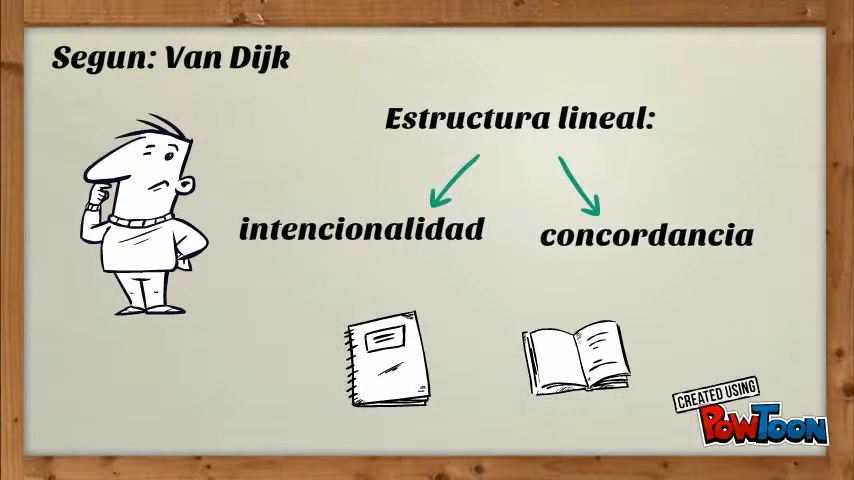 Segun: Van Dijk
Estructura lineal:
intencionalidad
concordancia
CREATED USING
POWTOON